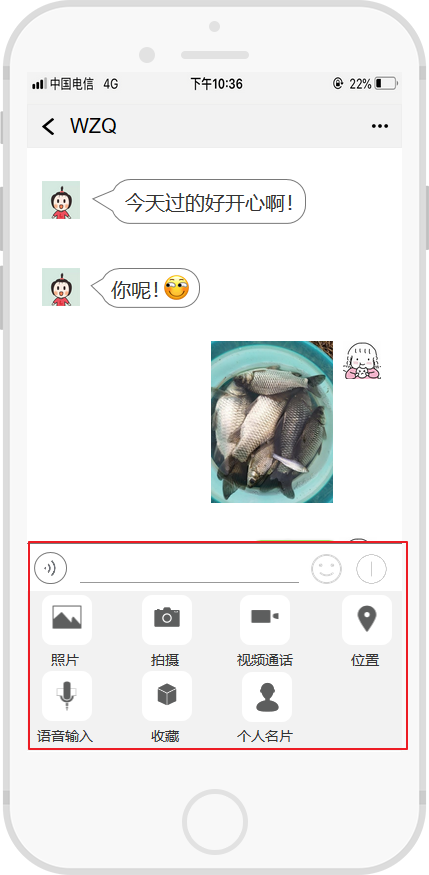 中国电信 4G 下午10:36 22%
WZQ
今天过的好开心啊！
你呢！
照片 拍摄 视频通话 位置
语音输入 收藏 个人名片